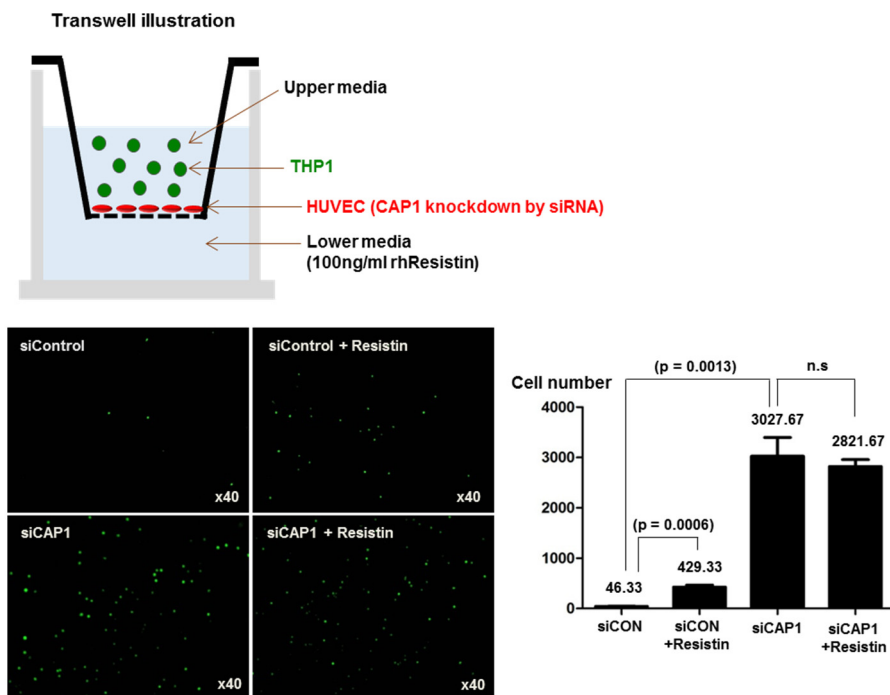 Transwell illustration
Upper media
THP1
HUVEC (CAP1 knockdown by siRNA)
Lower media
(100ng/ml rhResistin)
siControl
x40
siControl + Resistin
x40
siCAP1
x40
siCAP1 + Resistin
x40
Cell number
(p = 0.0013)
n.s
4000
3000
2000
1000
0
3027.67
2821.67
(p = 0.0006)
429.33
46.33
siCON
siCON
+Resistin
siCAP1
siCAP1
+Resistin